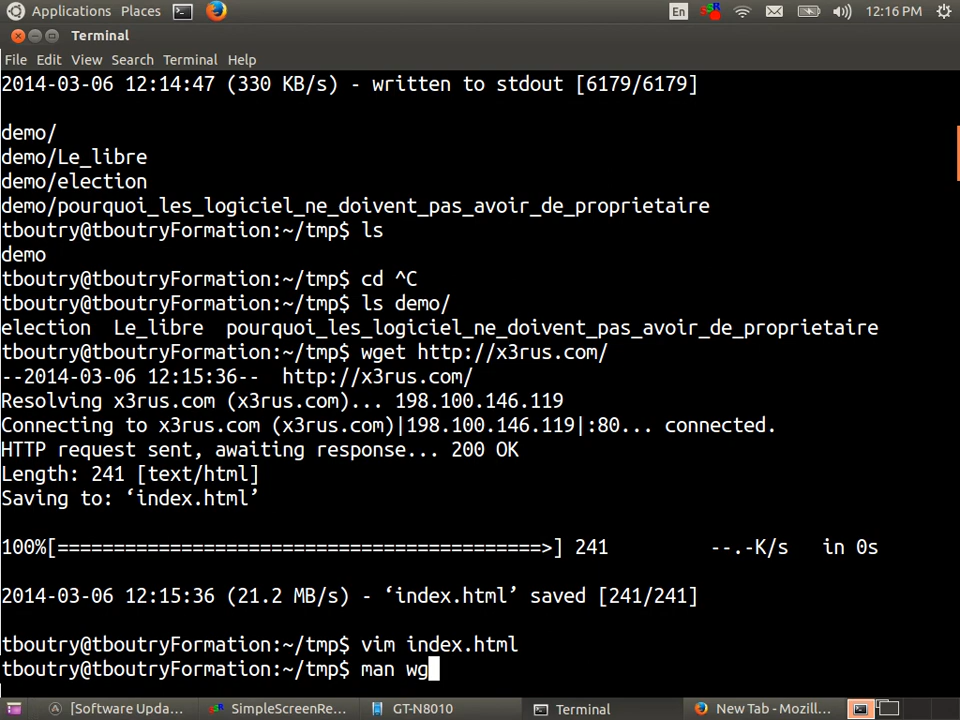 Applications Places En 12:16 PM
Terminal
File Edit View Search Terminal Help
2014-03-06 12:14:47 (330 KB/s) - written to stdout [6179/6179]
demo/
demo/Le_libre
demo/election
demo/pourquoi_les_logiciel_ne_doivent_pas_avoir_de_proprietaire
tboutry@tboutryFormation:~/tmp$ ls
demo
tboutry@tboutryFormation:~/tmp$ cd ^C
tboutry@tboutryFormation:~/tmp$ ls demo/
election Le_libre pourquoi_les_logiciel_ne_doivent_pas_avoir_de_proprietaire
tboutry@tboutryFormation:~/tmp$ wget http://x3rus.com/
--2014-03-06 12:15:36-- http://x3rus.com/
Resolving x3rus.com (x3rus.com)... 198.100.146.119
Connecting to x3rus.com (x3rus.com)|198.100.146.119|:80... connected.
HTTP request sent, awaiting response... 200 OK
Length: 241 [text/html]
Saving to: ‘index.html’
100%[===========================================>] 241 --.-K/s in 0s
2014-03-06 12:15:36 (21.2 MB/s) - ‘index.html’ saved [241/241]
tboutry@tboutryFormation:~/tmp$ vim index.html
tboutry@tboutryFormation:~/tmp$ man wg
[Software Upda... SimpleScreenRe... GT-N8010 Terminal New Tab - Mozill...